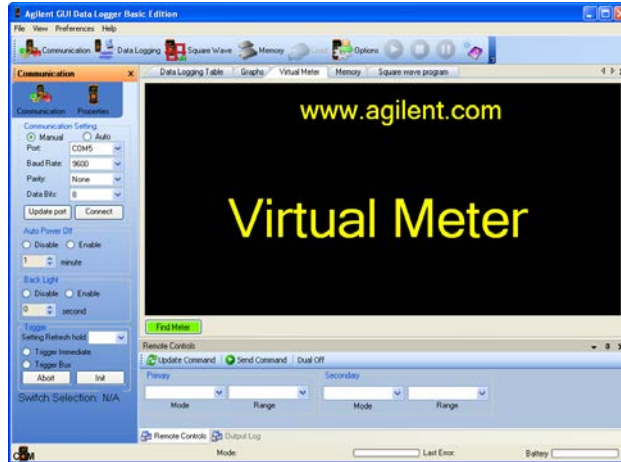 Agilent GUI Data Logger Basic Edition
File View Preferences Help
Communication Data Logging Square Wave Memory Load Options
Communication x
Data Logging Table Graphs Virtual Meter Memory Square wave program
Communication Properties
Communication Setting
Manual Auto
Port: COM5
Baud Rate: 9600
Parity: None
Data Bits: 8
Update port Connect
Auto Power Off
Disable Enable
1 minute
Back Light
Disable Enable
0 second
Trigger
Setting Refresh hold
Trigger Immediate
Trigger Bus
Abort Init
Switch Selection: N/A
www.agilent.com
Virtual Meter
Find Meter
Remote Controls
Update Command Send Command Dual Off
Primary Secondary
Mode Range Mode Range
Remote Controls Output Log
COM Mode: Last Error: Battery